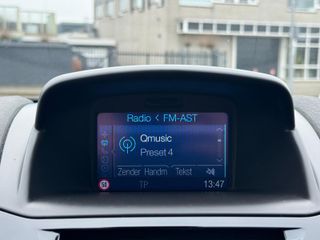 Radio < FM-AST
Qmusic
Preset 4
Zender Handm Tekst
TP 13:47